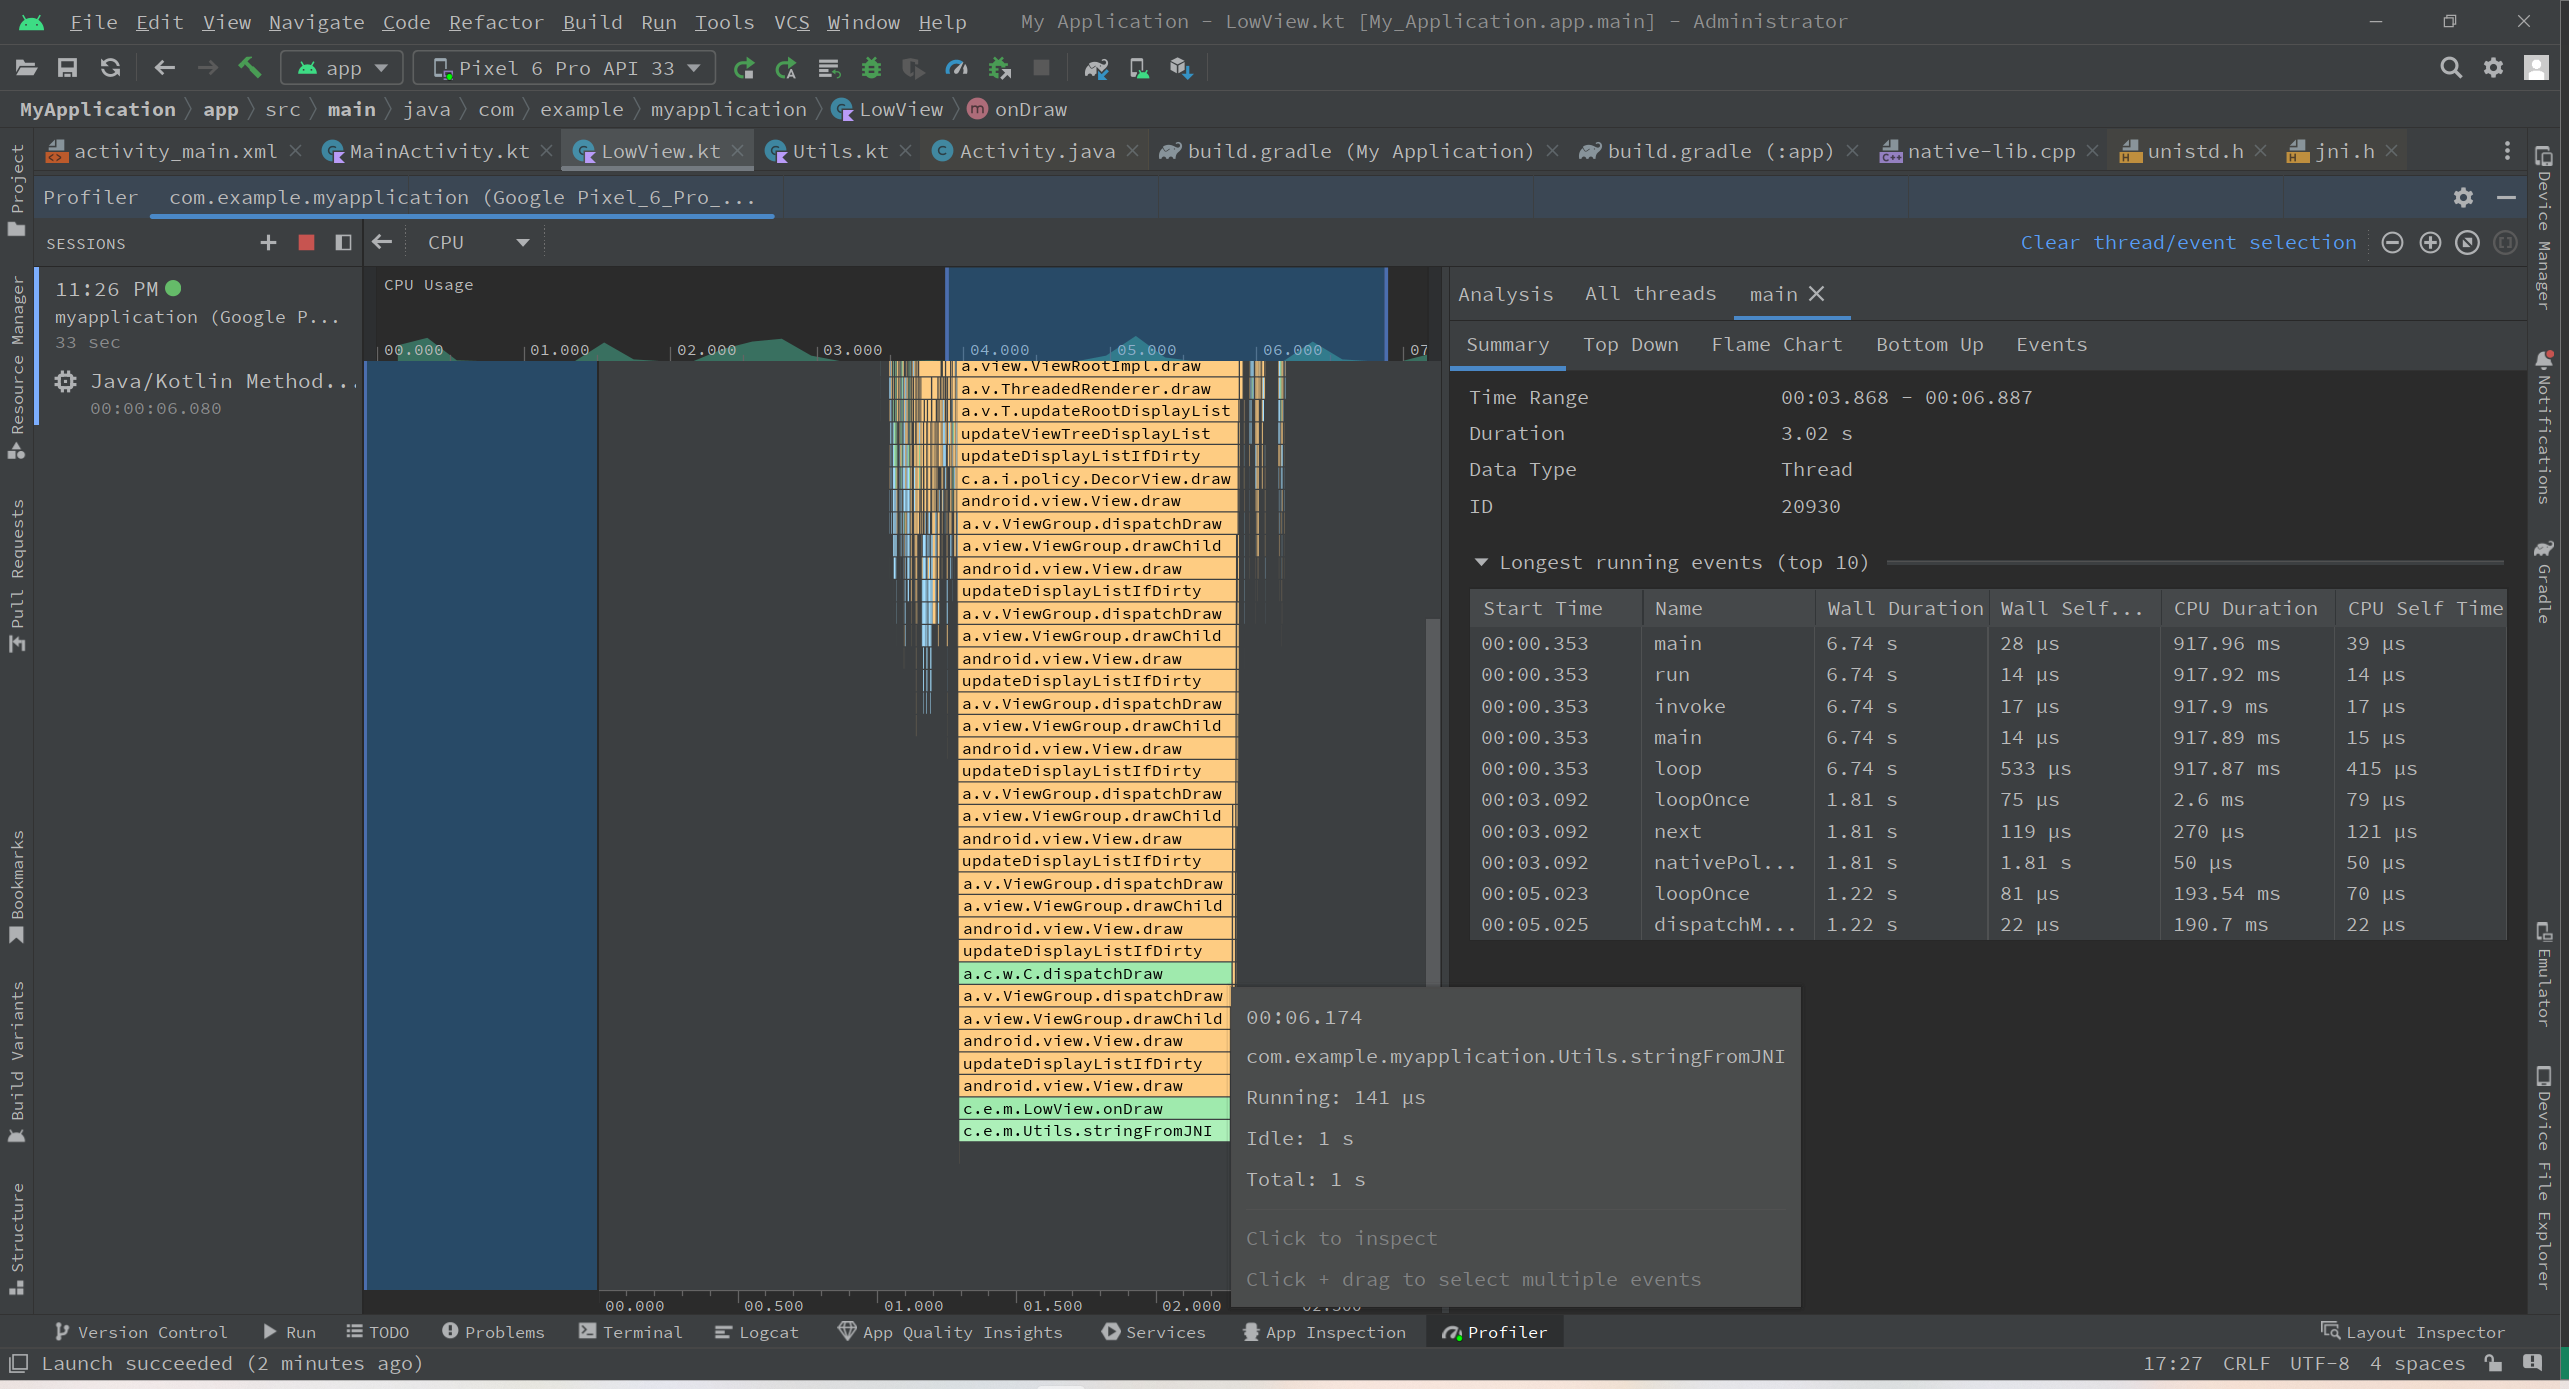 File Edit View Navigate Code Refactor Build Run Tools VCS Window Help My Application - LowView.kt [My_Application.app.main] - Administrator
app Pixel 6 Pro API 33
MyApplication app src main java com example myapplication LowView onDraw
activity_main.xml MainActivity.kt LowView.kt Utils.kt Activity.java build.gradle (My Application) build.gradle (:app) native-lib.cpp unistd.h jni.h
Profiler com.example.myapplication (Google Pixel_6_Pro_...
SESSIONS CPU Clear thread/event selection
11:26 PM
myapplication (Google P...
33 sec
Java/Kotlin Method...
00:00:06.080
CPU Usage
00.000 01.000 02.000 03.000 04.000 05.000 06.000 07
a.view.ViewRootImpl.draw
a.v.ThreadedRenderer.draw
a.v.T.updateRootDisplayList
updateViewTreeDisplayList
updateDisplayListIfDirty
c.a.i.policy.DecorView.draw
android.view.View.draw
a.v.ViewGroup.dispatchDraw
a.view.ViewGroup.drawChild
android.view.View.draw
updateDisplayListIfDirty
a.v.ViewGroup.dispatchDraw
a.view.ViewGroup.drawChild
android.view.View.draw
updateDisplayListIfDirty
a.v.ViewGroup.dispatchDraw
a.view.ViewGroup.drawChild
android.view.View.draw
updateDisplayListIfDirty
a.v.ViewGroup.dispatchDraw
a.view.ViewGroup.drawChild
android.view.View.draw
updateDisplayListIfDirty
a.v.ViewGroup.dispatchDraw
a.view.ViewGroup.drawChild
android.view.View.draw
updateDisplayListIfDirty
a.c.w.C.dispatchDraw
a.v.ViewGroup.dispatchDraw
a.view.ViewGroup.drawChild
android.view.View.draw
updateDisplayListIfDirty
android.view.View.draw
c.e.m.LowView.onDraw
c.e.m.Utils.stringFromJNI
00.000 00.500 01.000 01.500 02.000
00:06.174
com.example.myapplication.Utils.stringFromJNI
Running: 141 μs
Idle: 1 s
Total: 1 s
Click to inspect
Click + drag to select multiple events
Analysis All threads main
Summary Top Down Flame Chart Bottom Up Events
Time Range 00:03.868 - 00:06.887
Duration 3.02 s
Data Type Thread
ID 20930
Longest running events (top 10)
Start Time Name Wall Duration Wall Self... CPU Duration CPU Self Time
00:00.353 main 6.74 s 28 μs 917.96 ms 39 μs
00:00.353 run 6.74 s 14 μs 917.92 ms 14 μs
00:00.353 invoke 6.74 s 17 μs 917.9 ms 17 μs
00:00.353 main 6.74 s 14 μs 917.89 ms 15 μs
00:00.353 loop 6.74 s 533 μs 917.87 ms 415 μs
00:03.092 loopOnce 1.81 s 75 μs 2.6 ms 79 μs
00:03.092 next 1.81 s 119 μs 270 μs 121 μs
00:03.092 nativePol... 1.81 s 1.81 s 50 μs 50 μs
00:05.023 loopOnce 1.22 s 81 μs 193.54 ms 70 μs
00:05.025 dispatchM... 1.22 s 22 μs 190.7 ms 22 μs
Project
Resource Manager
Pull Requests
Bookmarks
Build Variants
Structure
Device Manager
Notifications
Gradle
Emulator
Device File Explorer
Version Control Run TODO Problems Terminal Logcat App Quality Insights Services App Inspection Profiler Layout Inspector
Launch succeeded (2 minutes ago) 17:27 CRLF UTF-8 4 spaces